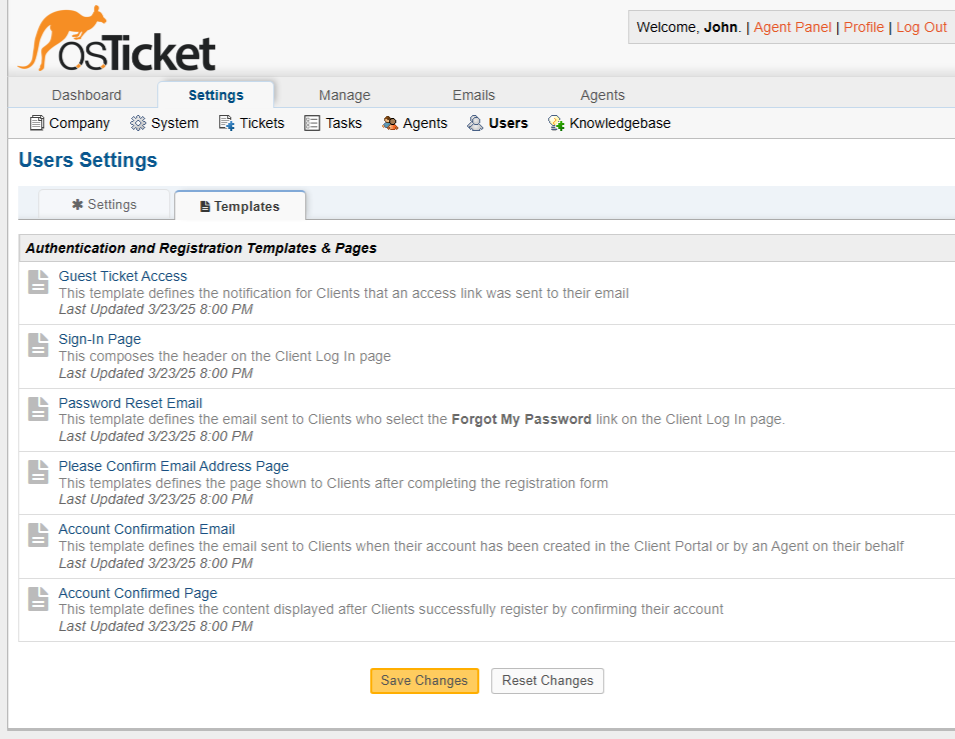 osTicket
Welcome, John. | Agent Panel | Profile | Log Out
Dashboard Settings Manage Emails Agents
Company System Tickets Tasks Agents Users Knowledgebase
Users Settings
Settings Templates
Authentication and Registration Templates & Pages
Guest Ticket Access
This template defines the notification for Clients that an access link was sent to their email
Last Updated 3/23/25 8:00 PM
Sign-In Page
This composes the header on the Client Log In page
Last Updated 3/23/25 8:00 PM
Password Reset Email
This template defines the email sent to Clients who select the Forgot My Password link on the Client Log In page.
Last Updated 3/23/25 8:00 PM
Please Confirm Email Address Page
This templates defines the page shown to Clients after completing the registration form
Last Updated 3/23/25 8:00 PM
Account Confirmation Email
This template defines the email sent to Clients when their account has been created in the Client Portal or by an Agent on their behalf
Last Updated 3/23/25 8:00 PM
Account Confirmed Page
This template defines the content displayed after Clients successfully register by confirming their account
Last Updated 3/23/25 8:00 PM
Save Changes Reset Changes